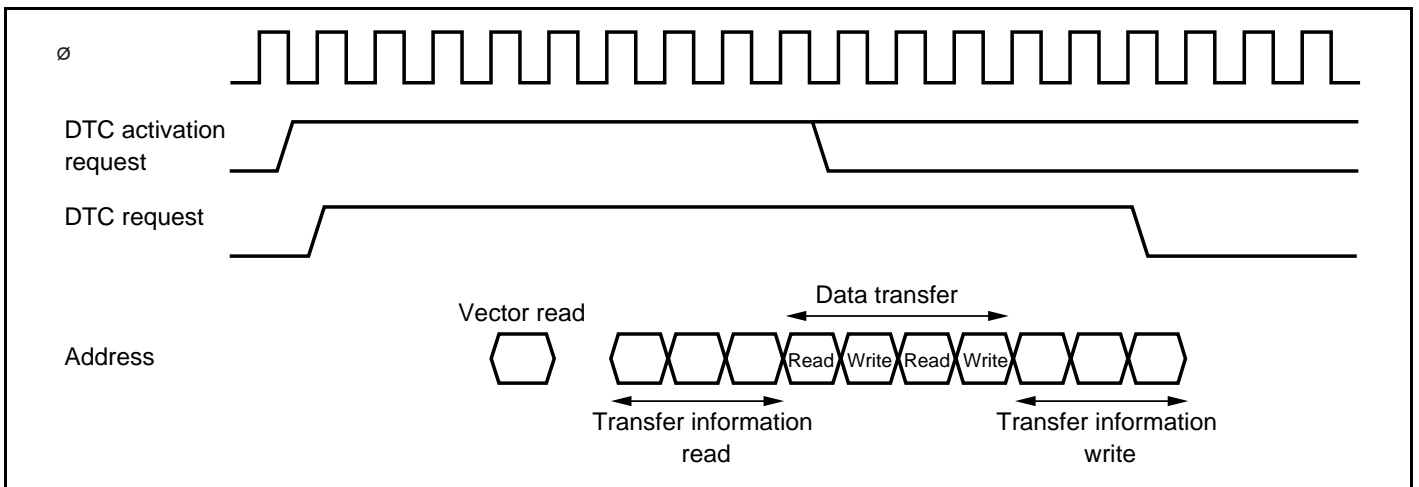 ø
DTC activation
request
DTC request
Data transfer
Vector read
Address
Read Write Read Write
Transfer information
read
Transfer information
write